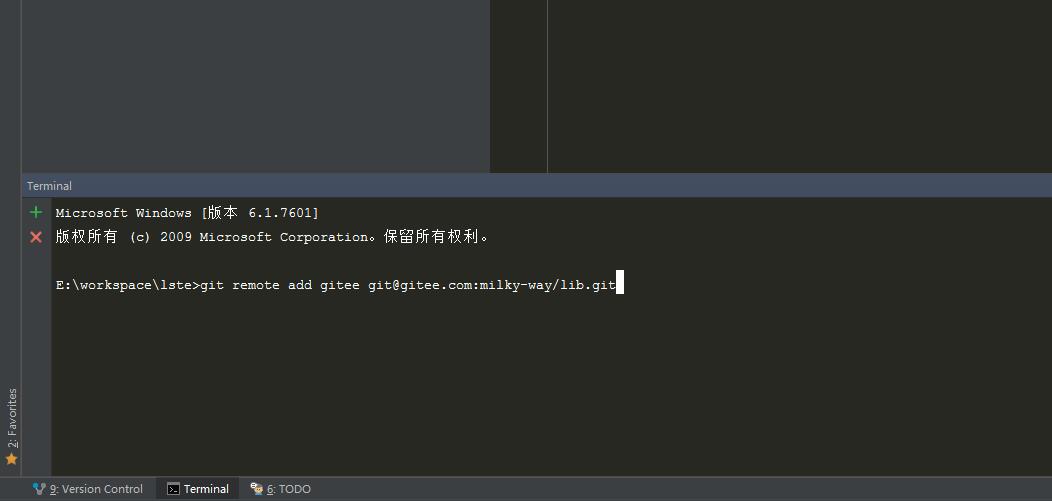 Terminal
Microsoft Windows [版本 6.1.7601]
版权所有 (c) 2009 Microsoft Corporation。保留所有权利。
E:\workspace\lste>git remote add gitee git@gitee.com:milky-way/lib.git
2: Favorites
9: Version Control
Terminal
6: TODO